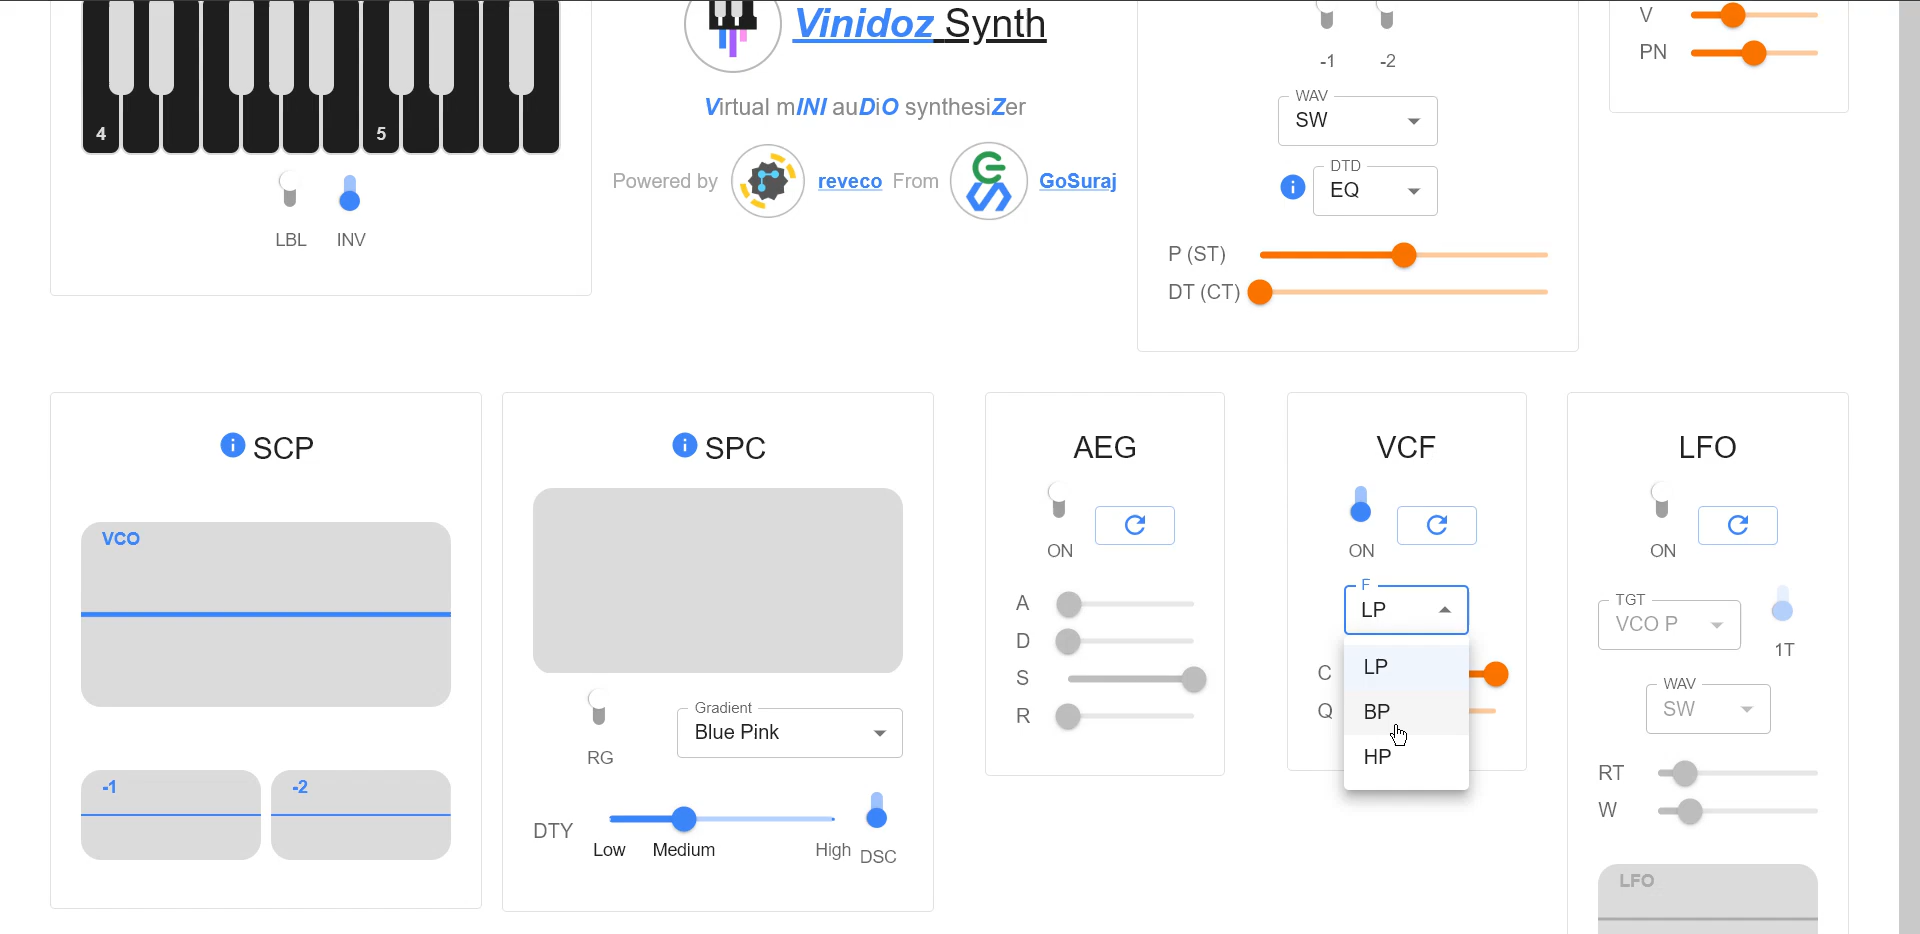 4
5
LBL
INV
Vinidoz Synth
Virtual mINI auDiO synthesiZer
Powered by
reveco
From
GoSuraj
-1
-2
WAV
SW
DTD
EQ
P (ST)
DT (CT)
V
PN
SCP
VCO
-1
-2
SPC
RG
Gradient
Blue Pink
DTY
Low
Medium
High
DSC
AEG
ON
A
D
S
R
VCF
ON
F
LP
LP
BP
HP
C
Q
LFO
ON
TGT
VCO P
1T
WAV
SW
RT
W
LFO